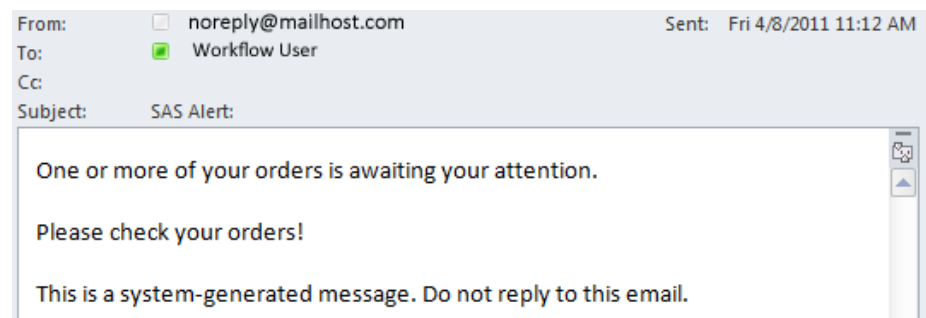 From: noreply@mailhost.com Sent: Fri 4/8/2011 11:12 AM
To: Workflow User
Cc:
Subject: SAS Alert:
One or more of your orders is awaiting your attention.
Please check your orders!
This is a system-generated message. Do not reply to this email.